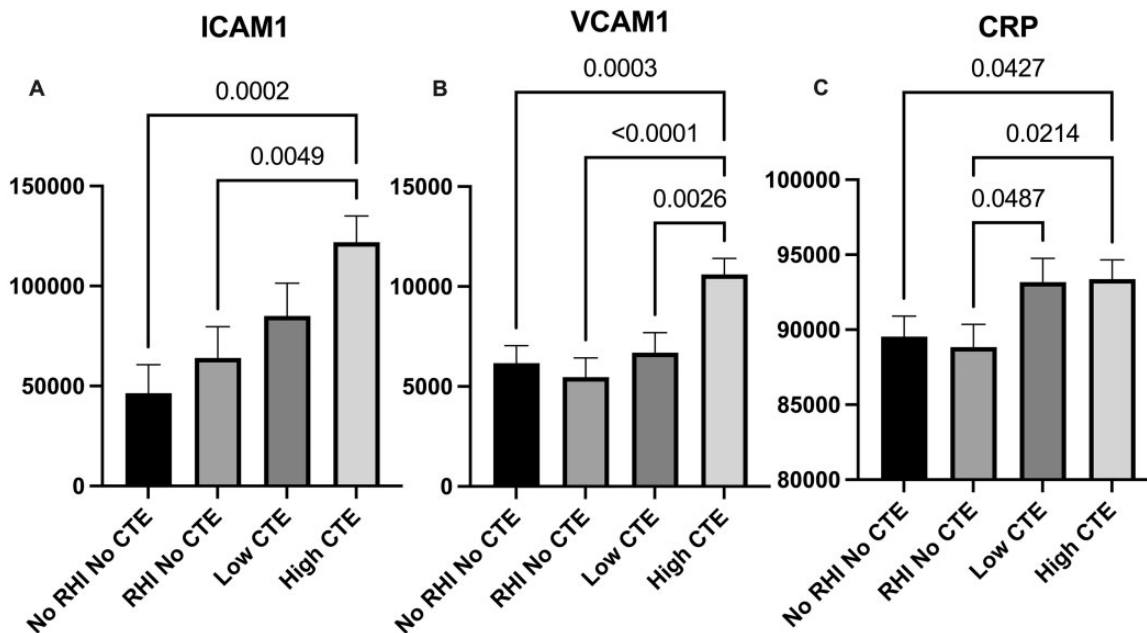 ICAM1
VCAM1
CRP
A
0.0002
0.0049
150000
100000
50000
0
No RHI No CTE
RHI No CTE
Low CTE
High CTE
B
0.0003
<0.0001
0.0026
15000
10000
5000
0
No RHI No CTE
RHI No CTE
Low CTE
High CTE
C
0.0427
0.0214
0.0487
100000
95000
90000
85000
80000
No RHI No CTE
RHI No CTE
Low CTE
High CTE